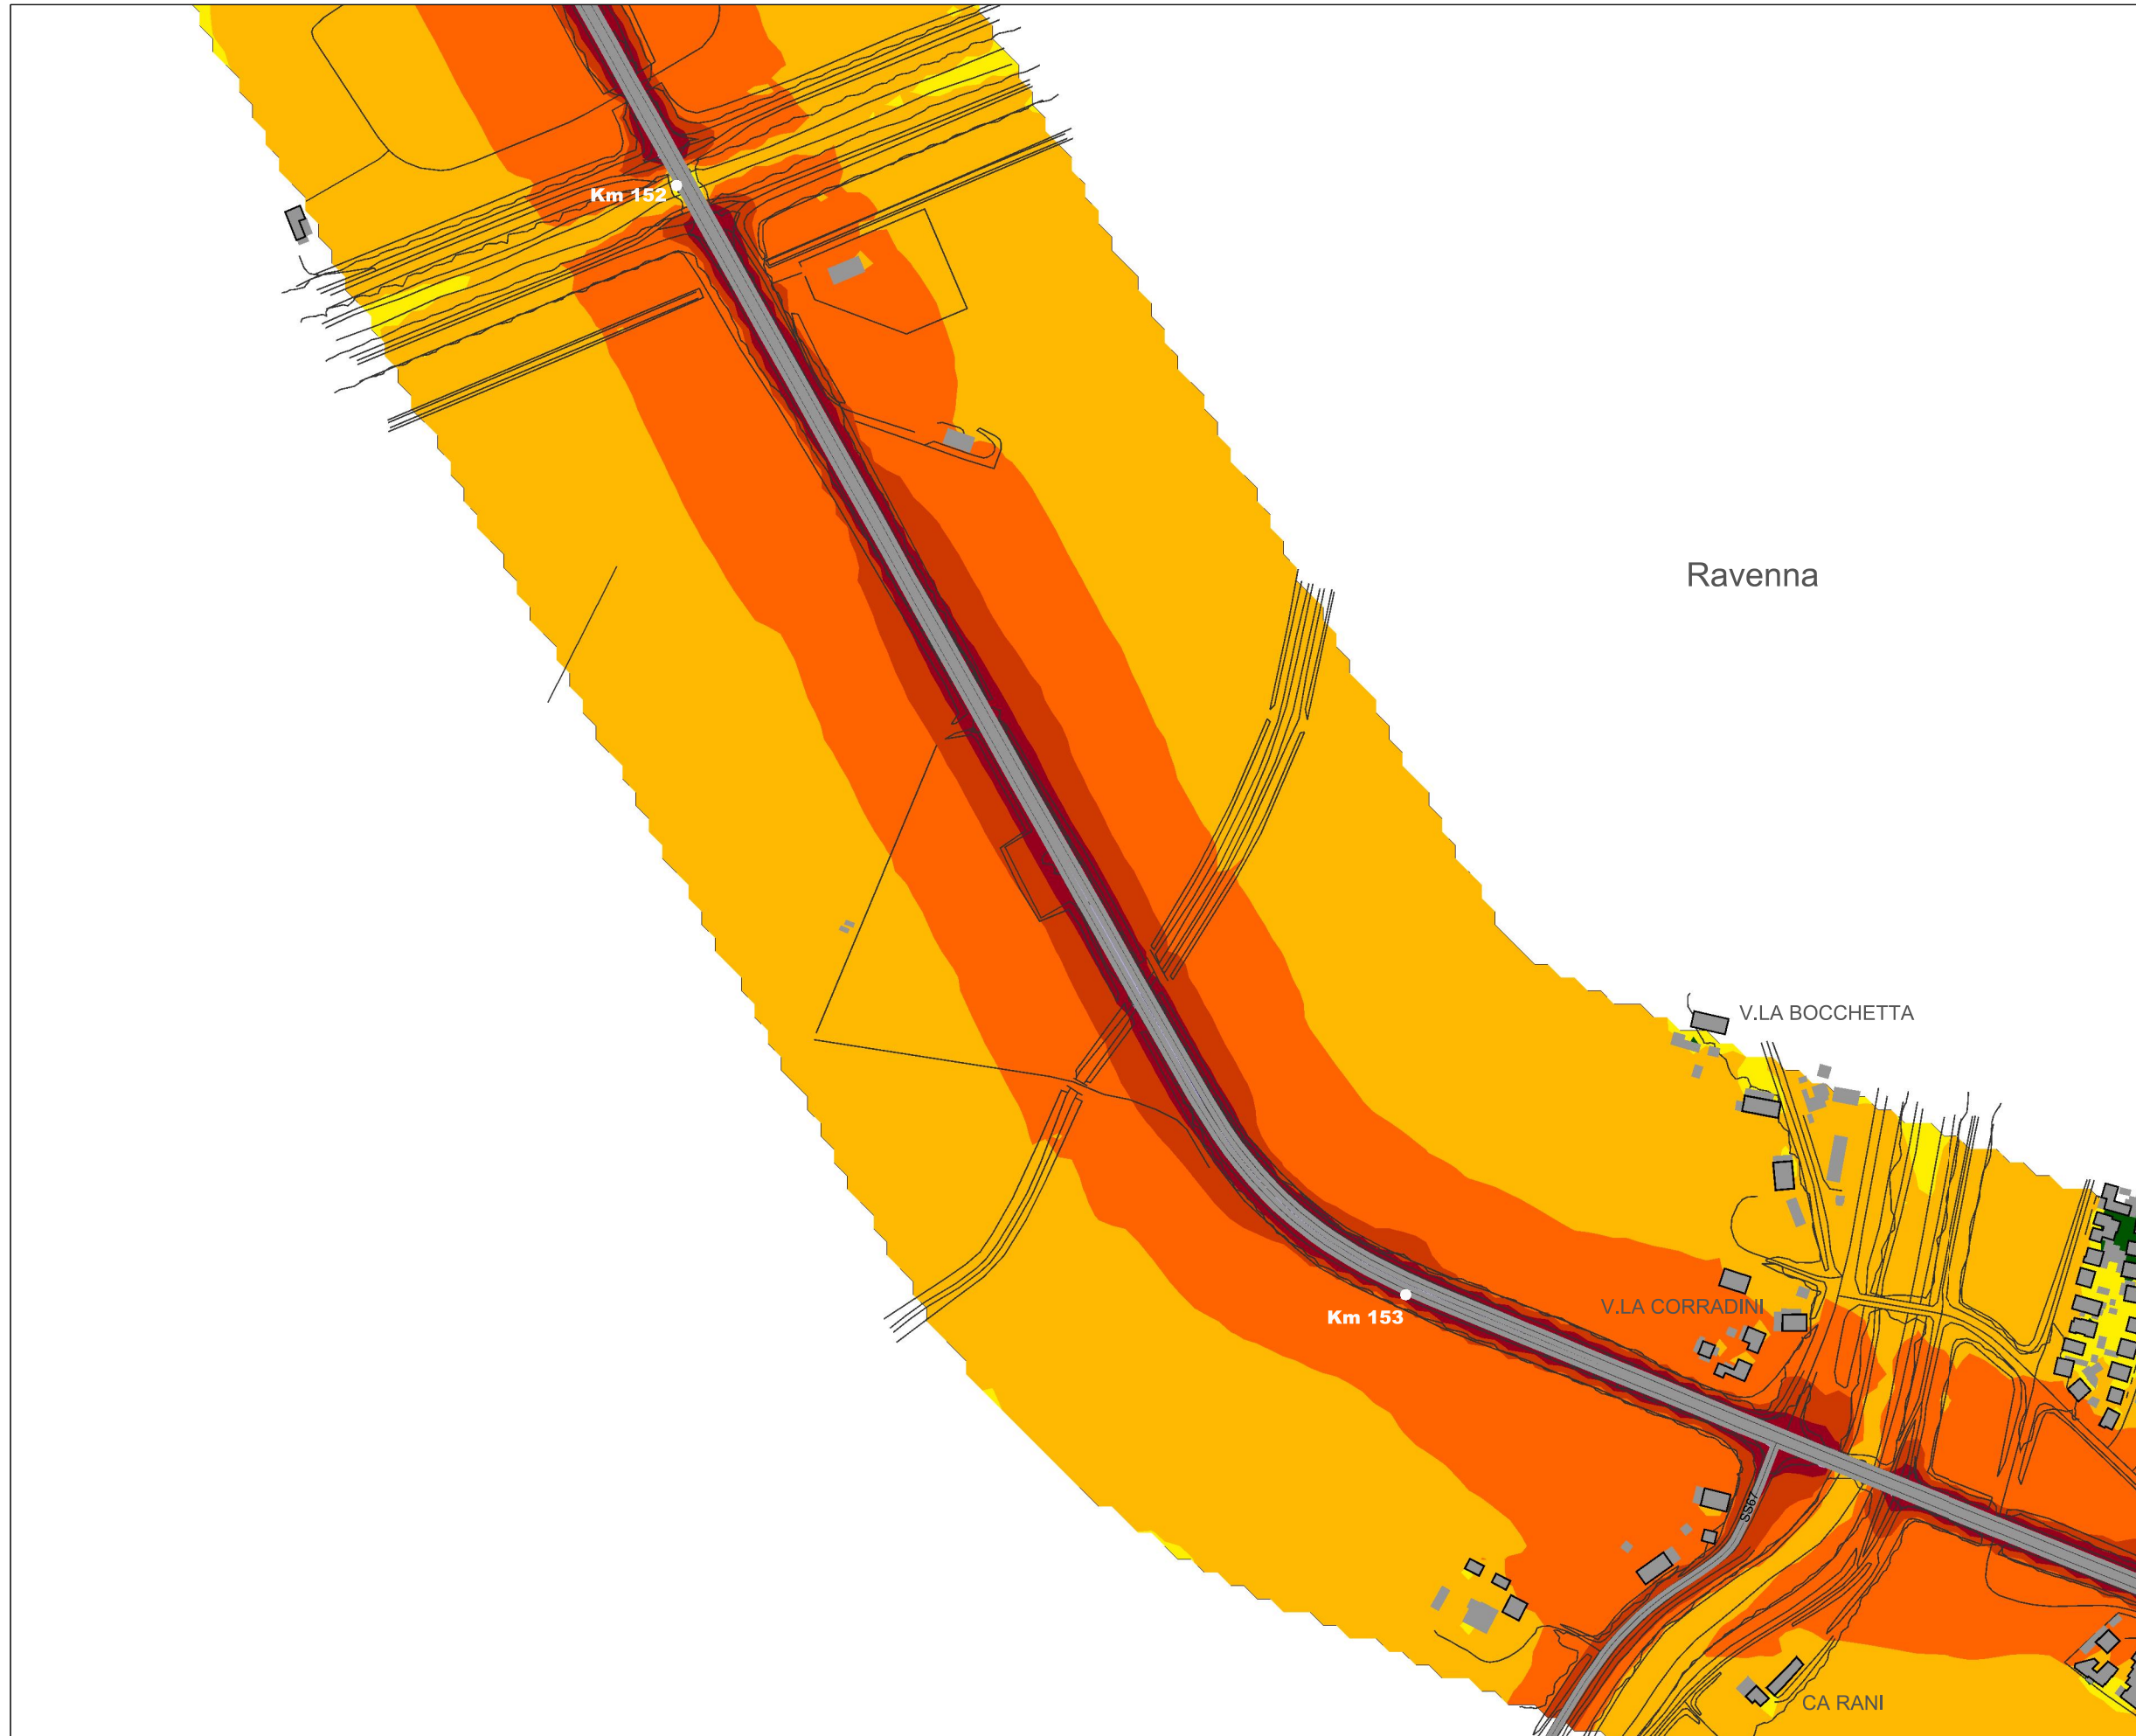 Km 152
Ravenna
V.LA BOCCHETTA
V.LA CORRADINI
Km 153
SS67
CA RANI